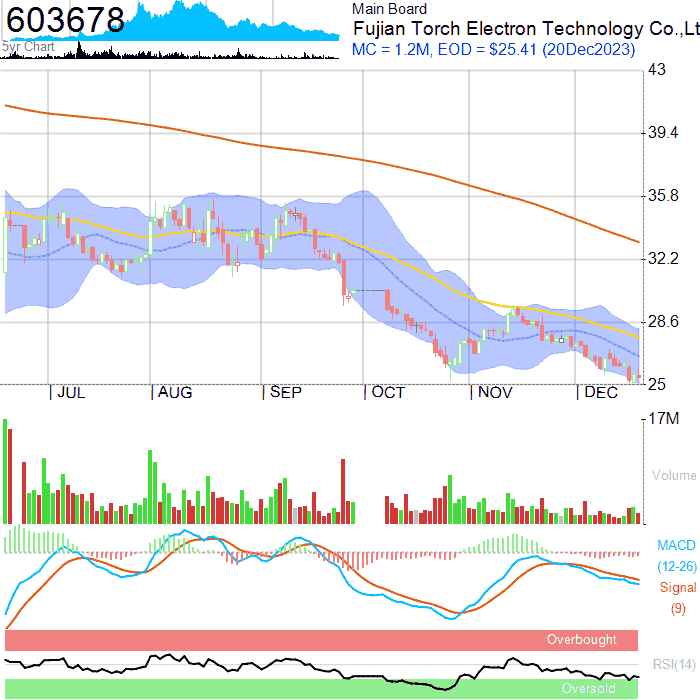 603678
5yr Chart
Main Board
Fujian Torch Electron Technology Co.,Lt
MC = 1.2M, EOD = $25.41 (20Dec2023)
43
39.4
35.8
32.2
28.6
25
JUL AUG SEP OCT NOV DEC
17M
Volume
MACD
(12-26)
Signal
(9)
Overbought
RSI(14)
Oversold